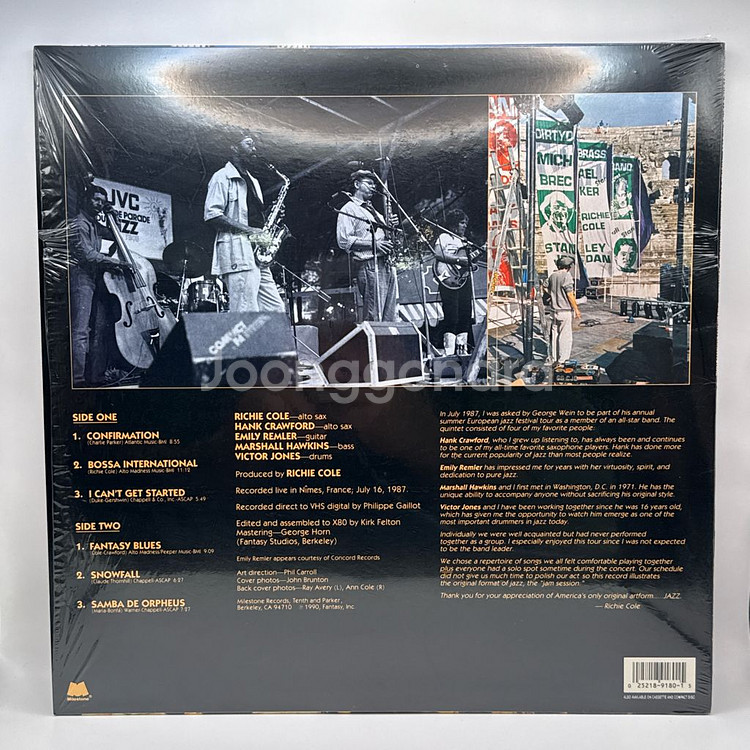 JVC
GRANDE PARADE
JAZZ
DIRTY D
MICH
BREC
STAN
BRASS
AEL
KER
RICHIE
COLE
LEY
DAN
BAND
Joonggonara
SIDE ONE
1. CONFIRMATION
(Charlie Parker) Atlantic Music-BMI 8:55
2. BOSSA INTERNATIONAL
(Richie Cole) Alto Madness Music-BMI 11:12
3. I CAN'T GET STARTED
(Duke-Gershwin) Chappell & Co., Inc.-ASCAP 5:49
SIDE TWO
1. FANTASY BLUES
(Cole-Crawford) Alto Madness/Peeper Music-BMI 9:09
2. SNOWFALL
(Claude Thornhill) Chappell-ASCAP 6:27
3. SAMBA DE ORPHEUS
(Maria-Bonfá) Warner-Chappell-ASCAP 7:27
RICHIE COLE—alto sax
HANK CRAWFORD—alto sax
EMILY REMLER—guitar
MARSHALL HAWKINS—bass
VICTOR JONES—drums
Produced by RICHIE COLE
Recorded live in Nîmes, France; July 16, 1987.
Recorded direct to VHS digital by Philippe Gaillot
Edited and assembled to X80 by Kirk Felton
Mastering—George Horn
(Fantasy Studios, Berkeley)
Emily Remler appears courtesy of Concord Records
Art direction—Phil Carroll
Cover photos—John Brunton
Back cover photos—Ray Avery (L), Ann Cole (R)
Milestone Records, Tenth and Parker,
Berkeley, CA 94710 ℗ 1990, Fantasy, Inc.
In July 1987, I was asked by George Wein to be part of his annual
summer European jazz festival tour as a member of an all-star band. The
quintet consisted of four of my favorite people.
Hank Crawford, who I grew up listening to, has always been and continues
to be one of my all-time favorite saxophone players. Hank has done more
for the current popularity of jazz than most people realize.
Emily Remler has impressed me for years with her virtuosity, spirit, and
dedication to pure jazz.
Marshall Hawkins and I first met in Washington, D.C. in 1971. He has the
unique ability to accompany anyone without sacrificing his original style.
Victor Jones and I have been working together since he was 16 years old,
which has given me the opportunity to watch him emerge as one of the
most important drummers in jazz today.
Individually we were well acquainted but had never performed
together as a group. I especially enjoyed this tour since I was not expected
to be the band leader.
We chose a repertoire of songs we all felt comfortable playing together
plus everyone had a solo spot sometime during the concert. Our schedule
did not give us much time to polish our act so this record illustrates
the original format of jazz, the "jam session."
Thank you for your appreciation of America's only original artform.... JAZZ.
— Richie Cole
Milestone
0 25218-9180-1 3
ALSO AVAILABLE ON CASSETTE AND COMPACT DISC